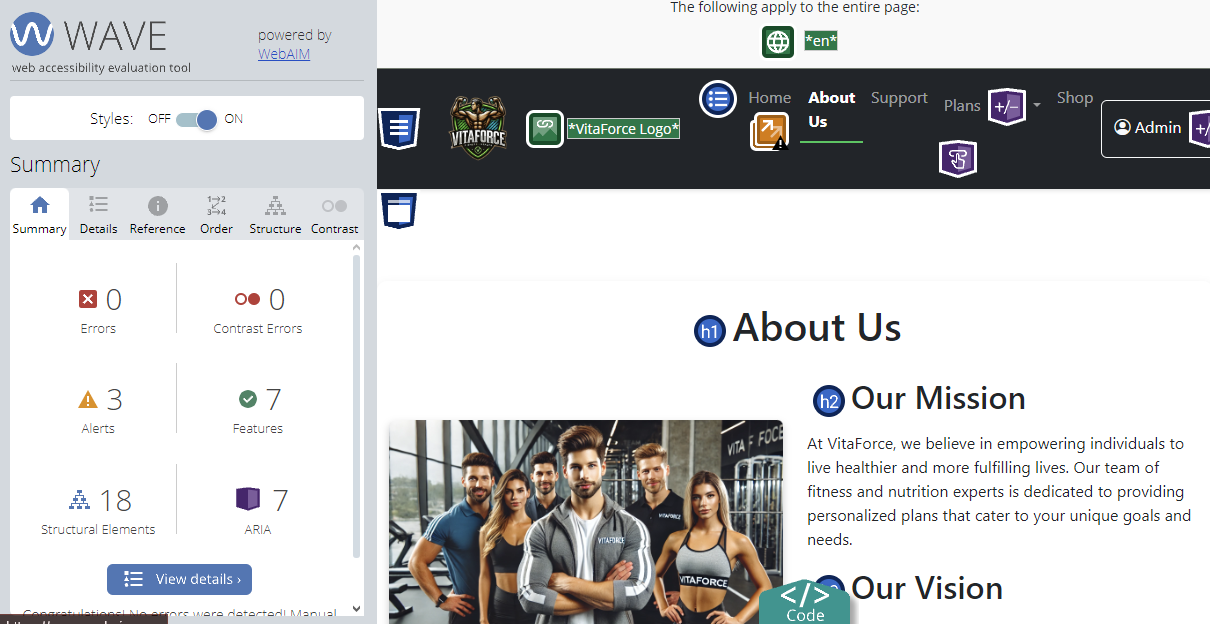 WAVE
web accessibility evaluation tool
powered by
WebAIM
Styles: OFF ON
Summary
Summary Details Reference Order Structure Contrast
0 0
Errors Contrast Errors
3 7
Alerts Features
18 7
Structural Elements ARIA
View details ›
Congratulations! No errors were detected! Manual
The following apply to the entire page:
*en*
VITAFORCE
*VitaForce Logo*
Home About Us Support Plans +/− Shop
Admin
h1 About Us
VITA F
VITAFORCE
VITAFORCE
VITAFORCE
h2 Our Mission
At VitaForce, we believe in empowering individuals to
live healthier and more fulfilling lives. Our team of
fitness and nutrition experts is dedicated to providing
personalized plans that cater to your unique goals and
needs.
Our Vision
</>
Code